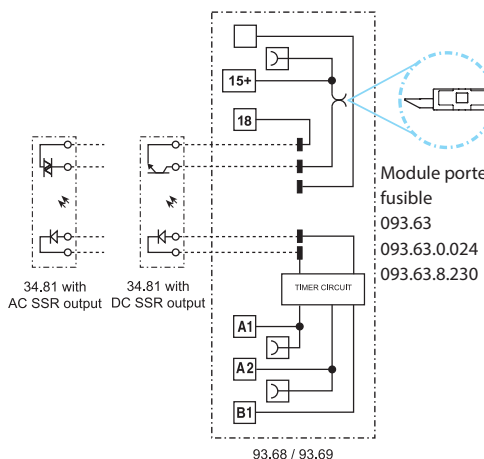 15+
18
Module porte
fusible
093.63
093.63.0.024
093.63.8.230
34.81 with
AC SSR output
34.81 with
DC SSR output
TIMER CIRCUIT
A1
A2
B1
93.68 / 93.69